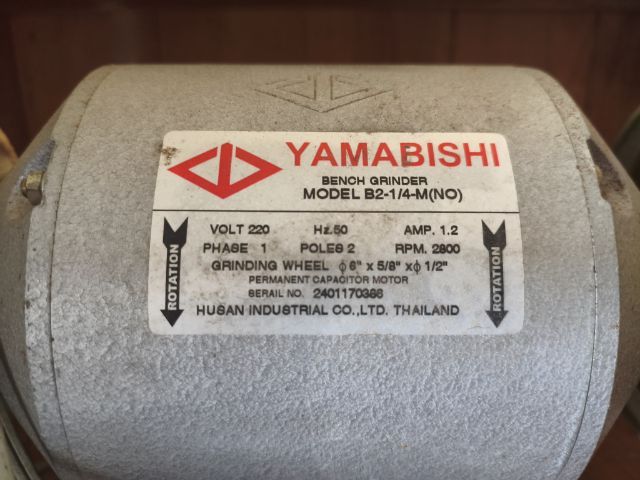 YAMABISHI
BENCH GRINDER
MODEL B2-1/4-M(NO)
VOLT 220 Hz.50 AMP. 1.2
PHASE 1 POLES 2 RPM. 2800
GRINDING WHEEL ϕ6" x 5/8" xϕ1/2"
PERMANENT CAPACITOR MOTOR
SERAIL NO. 2401170386
HUSAN INDUSTRIAL CO.,LTD. THAILAND
ROTATION
ROTATION